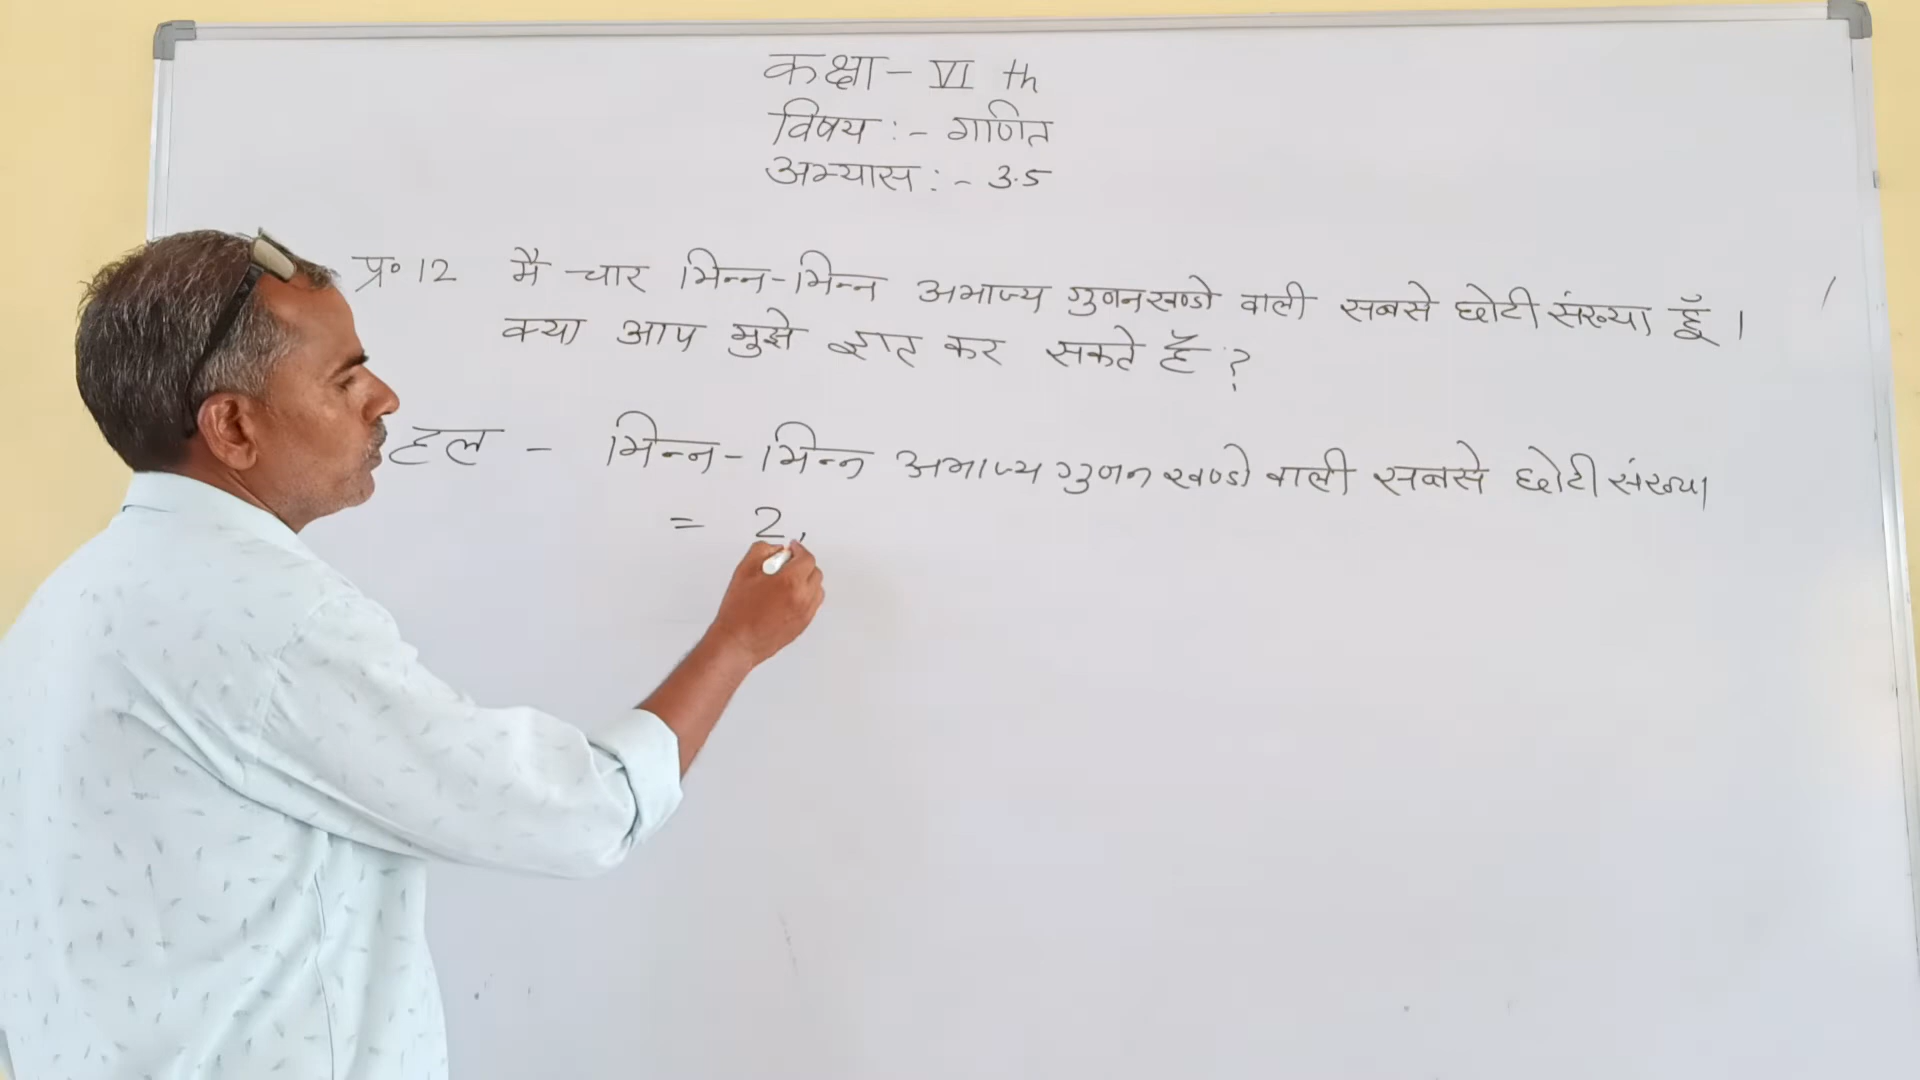 कक्षा - VI th
विषय :- गणित
अभ्यास :- 3.5
प्र० 12 मै चार भिन्न-भिन्न अभाज्य गुणनखण्डो वाली सबसे छोटी संख्या हूँ ।
क्या आप मुझे ज्ञात कर सकते हैं ?
हल - भिन्न-भिन्न अभाज्य गुणनखण्डो वाली सबसे छोटी संख्या
= 2,